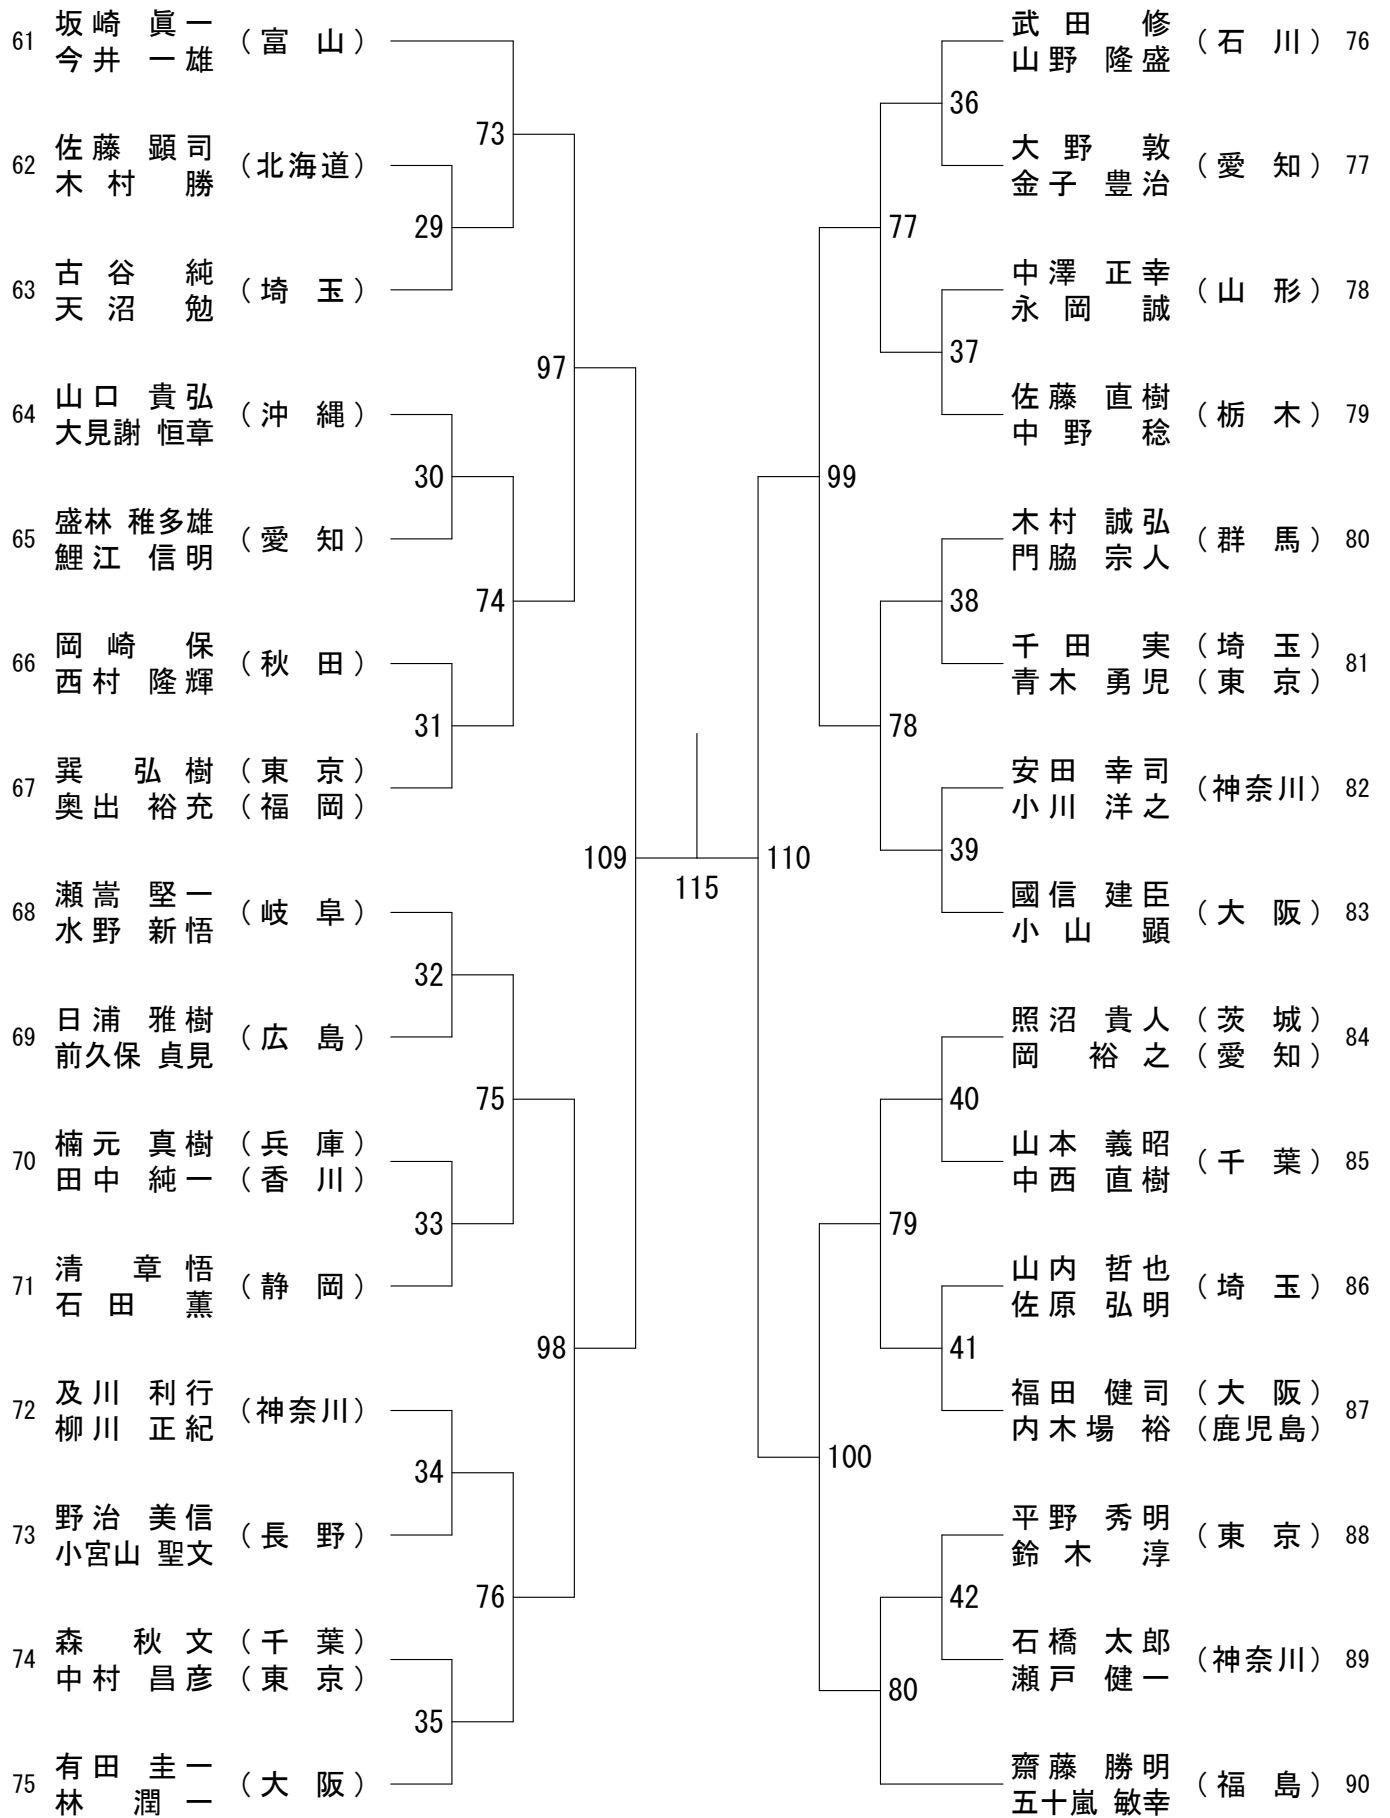 61 坂崎 眞一 (富山)
今井 一雄
62 佐藤 顕司 (北海道)
木村 勝
63 古谷 純 (埼玉)
天沼 勉
64 山口 貴弘 (沖縄)
大見謝 恒章
65 盛林 稚多雄 (愛知)
鯉江 信明
66 岡崎 保 (秋田)
西村 隆輝
67 巽 弘樹 (東京)
奥出 裕充 (福岡)
68 瀬嵩 堅一 (岐阜)
水野 新悟
69 日浦 雅樹 (広島)
前久保 貞見
70 楠元 真樹 (兵庫)
田中 純一 (香川)
71 清 章悟 (静岡)
石田 薫
72 及川 利行 (神奈川)
柳川 正紀
73 野治 美信 (長野)
小宮山 聖文
74 森 秋文 (千葉)
中村 昌彦 (東京)
75 有田 圭一 (大阪)
林 潤一
29
30
31
32
33
34
35
73
74
75
76
97
98
109
115
110
99
100
77
78
79
80
36
37
38
39
40
41
42
武田 修 (石川) 76
山野 隆盛
大野 敦 (愛知) 77
金子 豊治
中澤 正幸 (山形) 78
永岡 誠
佐藤 直樹 (栃木) 79
中野 稔
木村 誠弘 (群馬) 80
門脇 宗人
千田 実 (埼玉) 81
青木 勇児 (東京)
安田 幸司 (神奈川) 82
小川 洋之
國信 建臣 (大阪) 83
小山 顕
照沼 貴人 (茨城) 84
岡 裕之 (愛知)
山本 義昭 (千葉) 85
中西 直樹
山内 哲也 (埼玉) 86
佐原 弘明
福田 健司 (大阪) 87
内木場 裕 (鹿児島)
平野 秀明 (東京) 88
鈴木 淳
石橋 太郎 (神奈川) 89
瀬戸 健一
齋藤 勝明 (福島) 90
五十嵐 敏幸